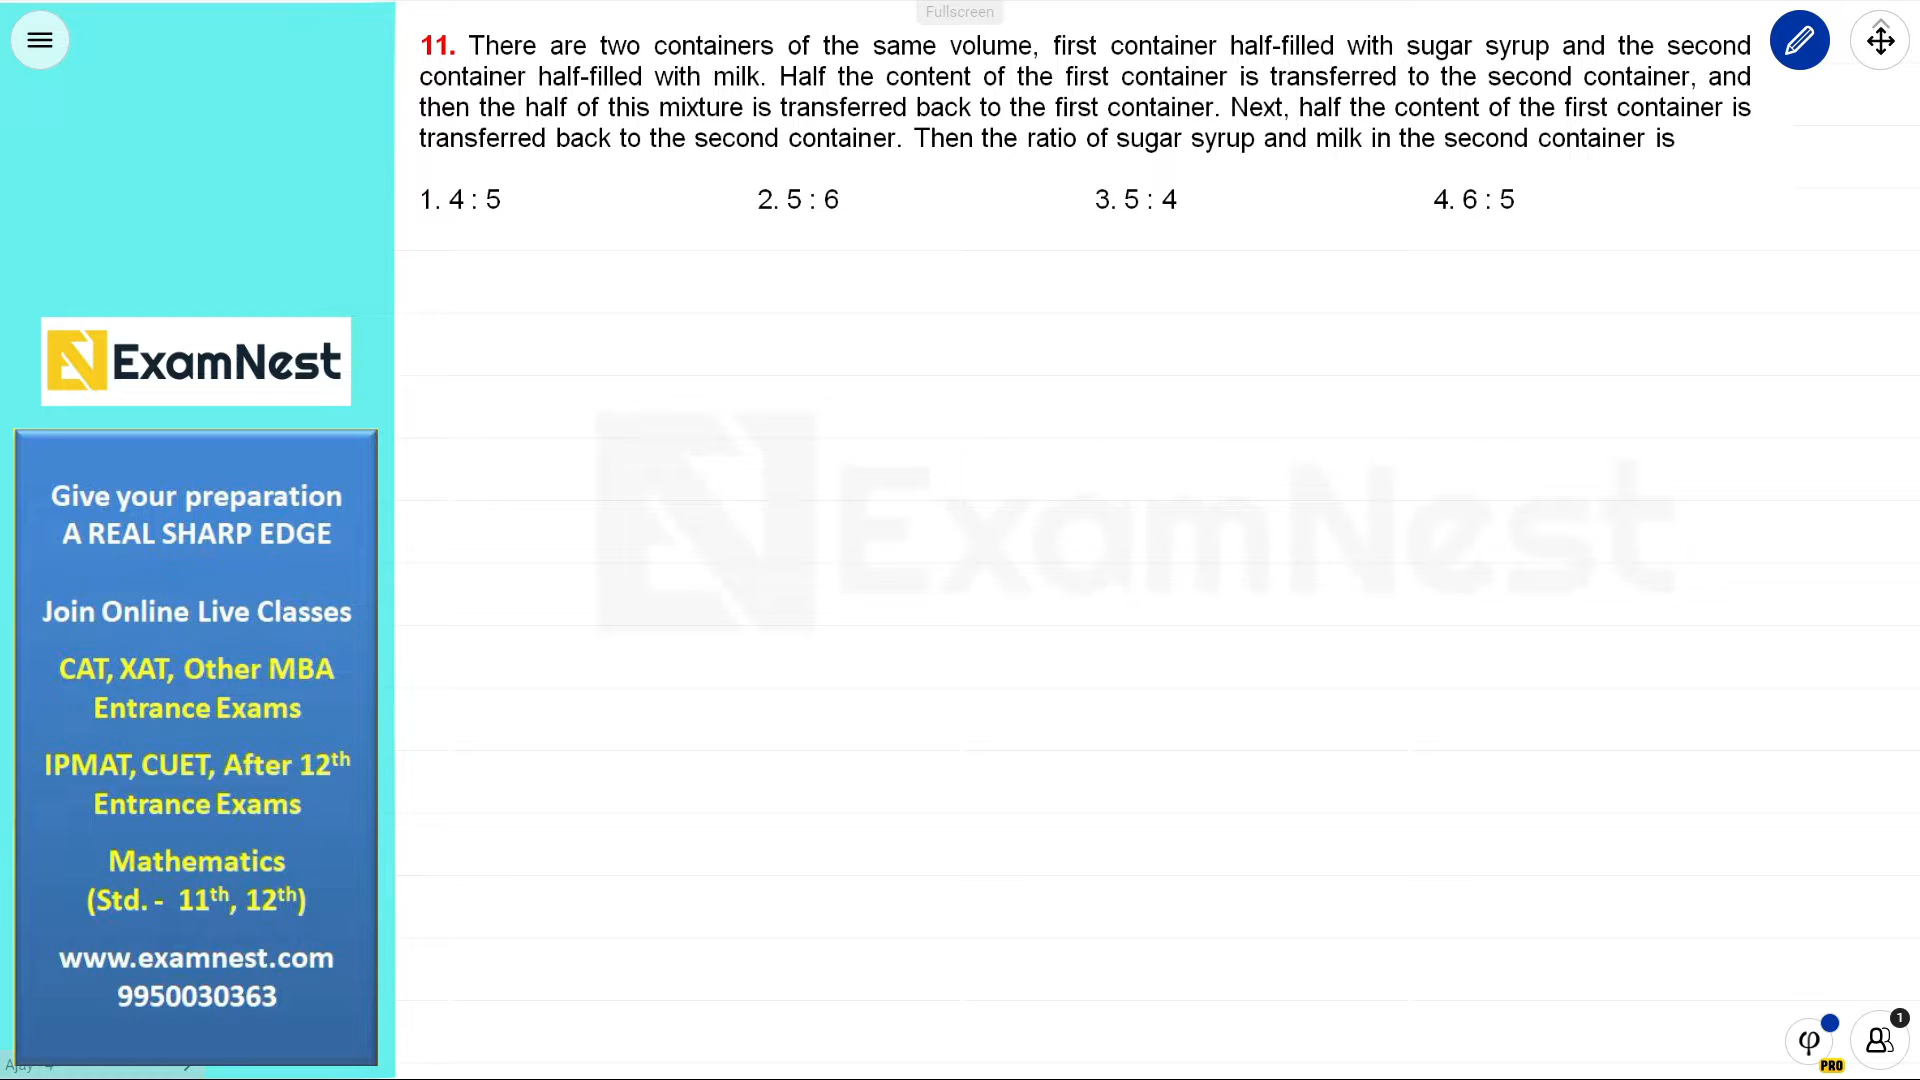 Fullscreen
11. There are two containers of the same volume, first container half-filled with sugar syrup and the second
container half-filled with milk. Half the content of the first container is transferred to the second container, and
then the half of this mixture is transferred back to the first container. Next, half the content of the first container is
transferred back to the second container. Then the ratio of sugar syrup and milk in the second container is
1. 4 : 5 2. 5 : 6 3. 5 : 4 4. 6 : 5
ExamNest
ExamNest
Give your preparation
A REAL SHARP EDGE
Join Online Live Classes
CAT, XAT, Other MBA
Entrance Exams
IPMAT, CUET, After 12th
Entrance Exams
Mathematics
(Std. - 11th, 12th)
www.examnest.com
9950030363
φ
PRO
1